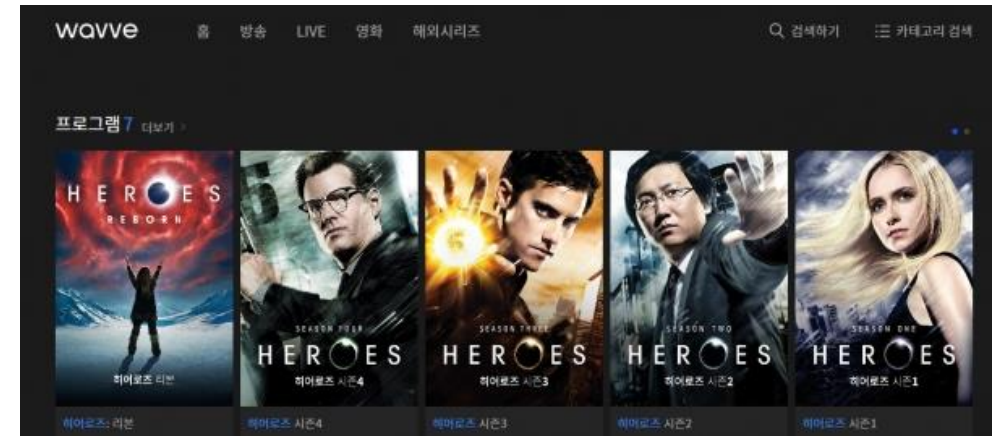 wavve 홈 방송 LIVE 영화 해외시리즈 검색하기 카테고리 검색
프로그램7 더보기 >
HEROES
REBORN
히어로즈 리본
5
SEASON FOUR
HEROES
히어로즈 시즌4
6
SEASON THREE
HEROES
히어로즈 시즌3
SEASON TWO
HEROES
히어로즈 시즌2
SEASON ONE
HEROES
히어로즈 시즌1
히어로즈: 리본 히어로즈 시즌4 히어로즈 시즌3 히어로즈 시즌2 히어로즈 시즌1